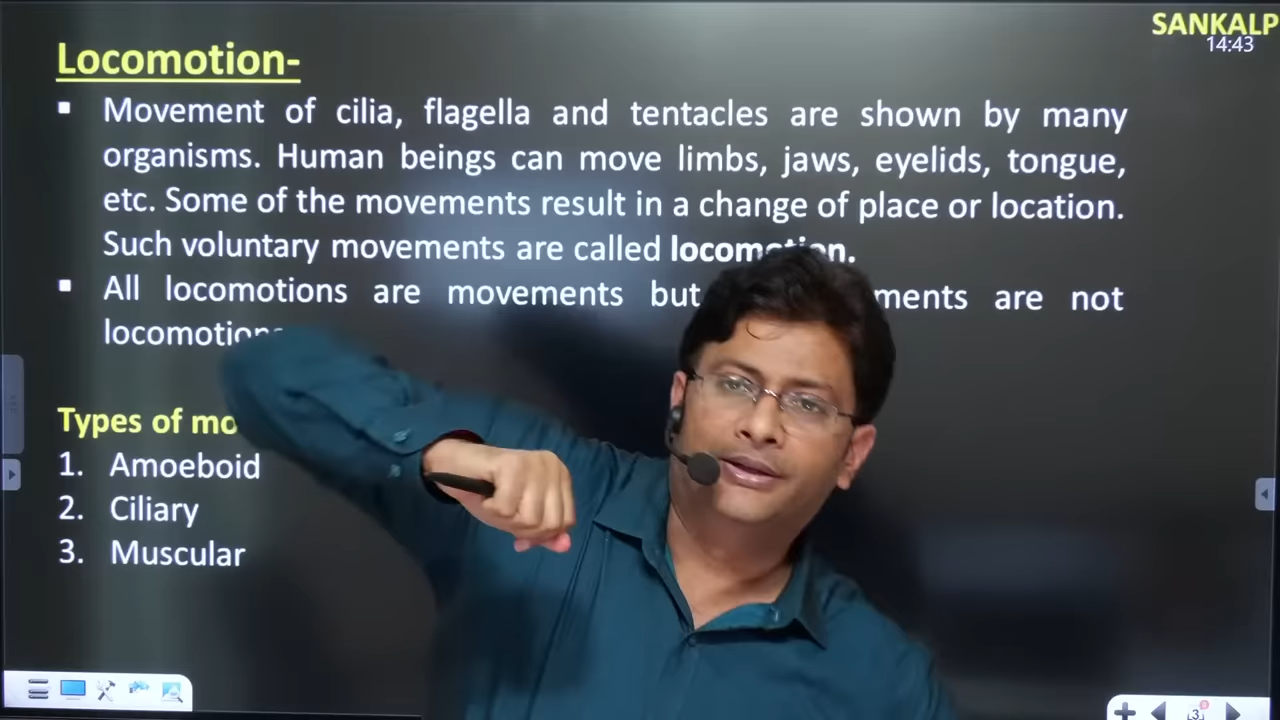 SANKALP
14:43
Locomotion-
▪ Movement of cilia, flagella and tentacles are shown by many
organisms. Human beings can move limbs, jaws, eyelids, tongue,
etc. Some of the movements result in a change of place or location.
Such voluntary movements are called locomotion.
▪ All locomotions are movements but ments are not
Types of
1. Amoeboid
2. Ciliary
3. Muscular